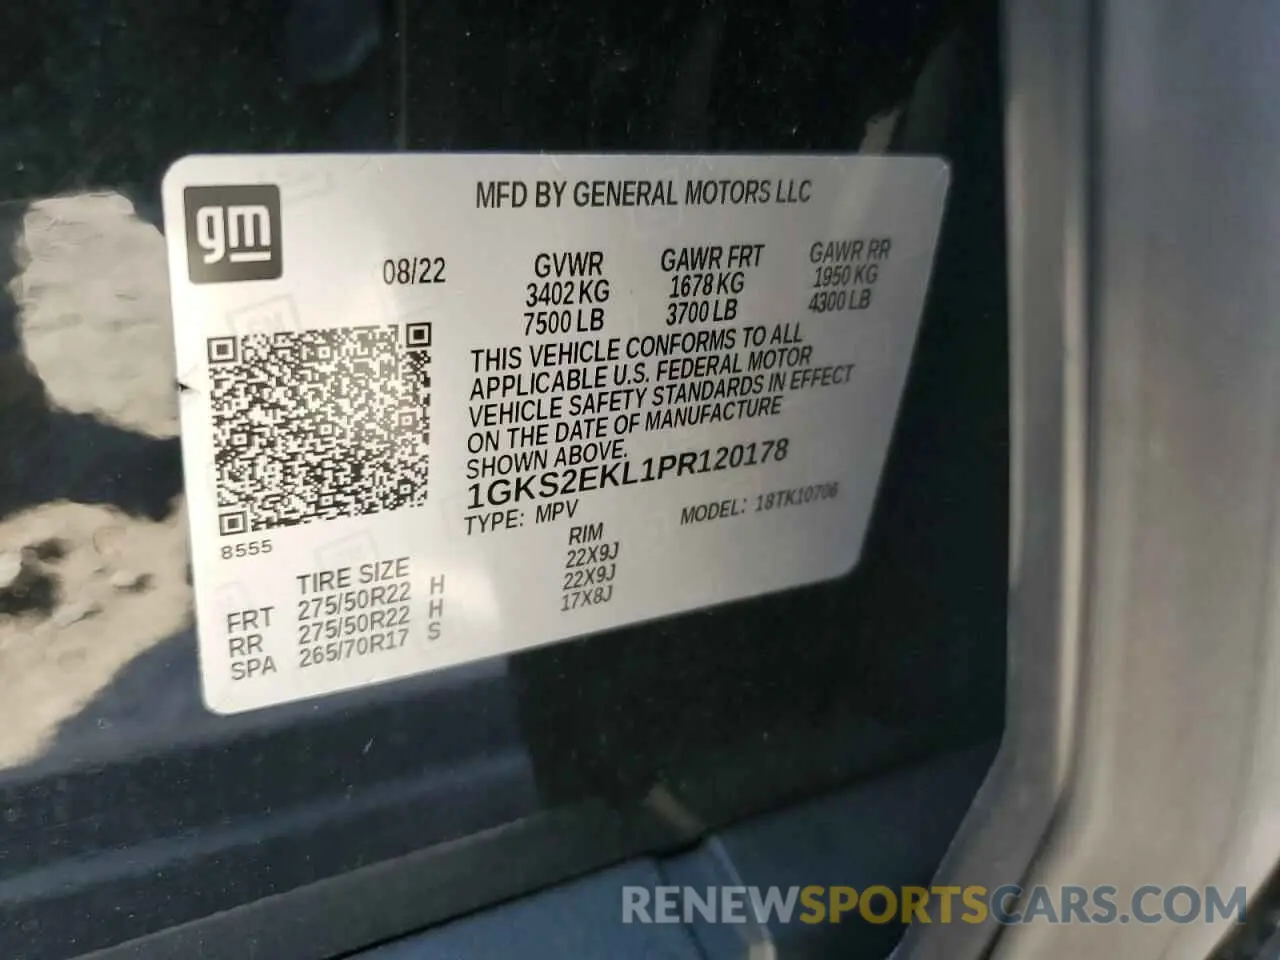 gm
MFD BY GENERAL MOTORS LLC
08/22
GVWR GAWR FRT GAWR RR
3402 KG 1678 KG 1950 KG
7500 LB 3700 LB 4300 LB
THIS VEHICLE CONFORMS TO ALL
APPLICABLE U.S. FEDERAL MOTOR
VEHICLE SAFETY STANDARDS IN EFFECT
ON THE DATE OF MANUFACTURE
SHOWN ABOVE.
1GKS2EKL1PR120178
TYPE: MPV MODEL: 18TK10706
8555
TIRE SIZE RIM
FRT 275/50R22 H 22X9J
RR 275/50R22 H 22X9J
SPA 265/70R17 S 17X8J
RENEWSPORTSCARS.COM